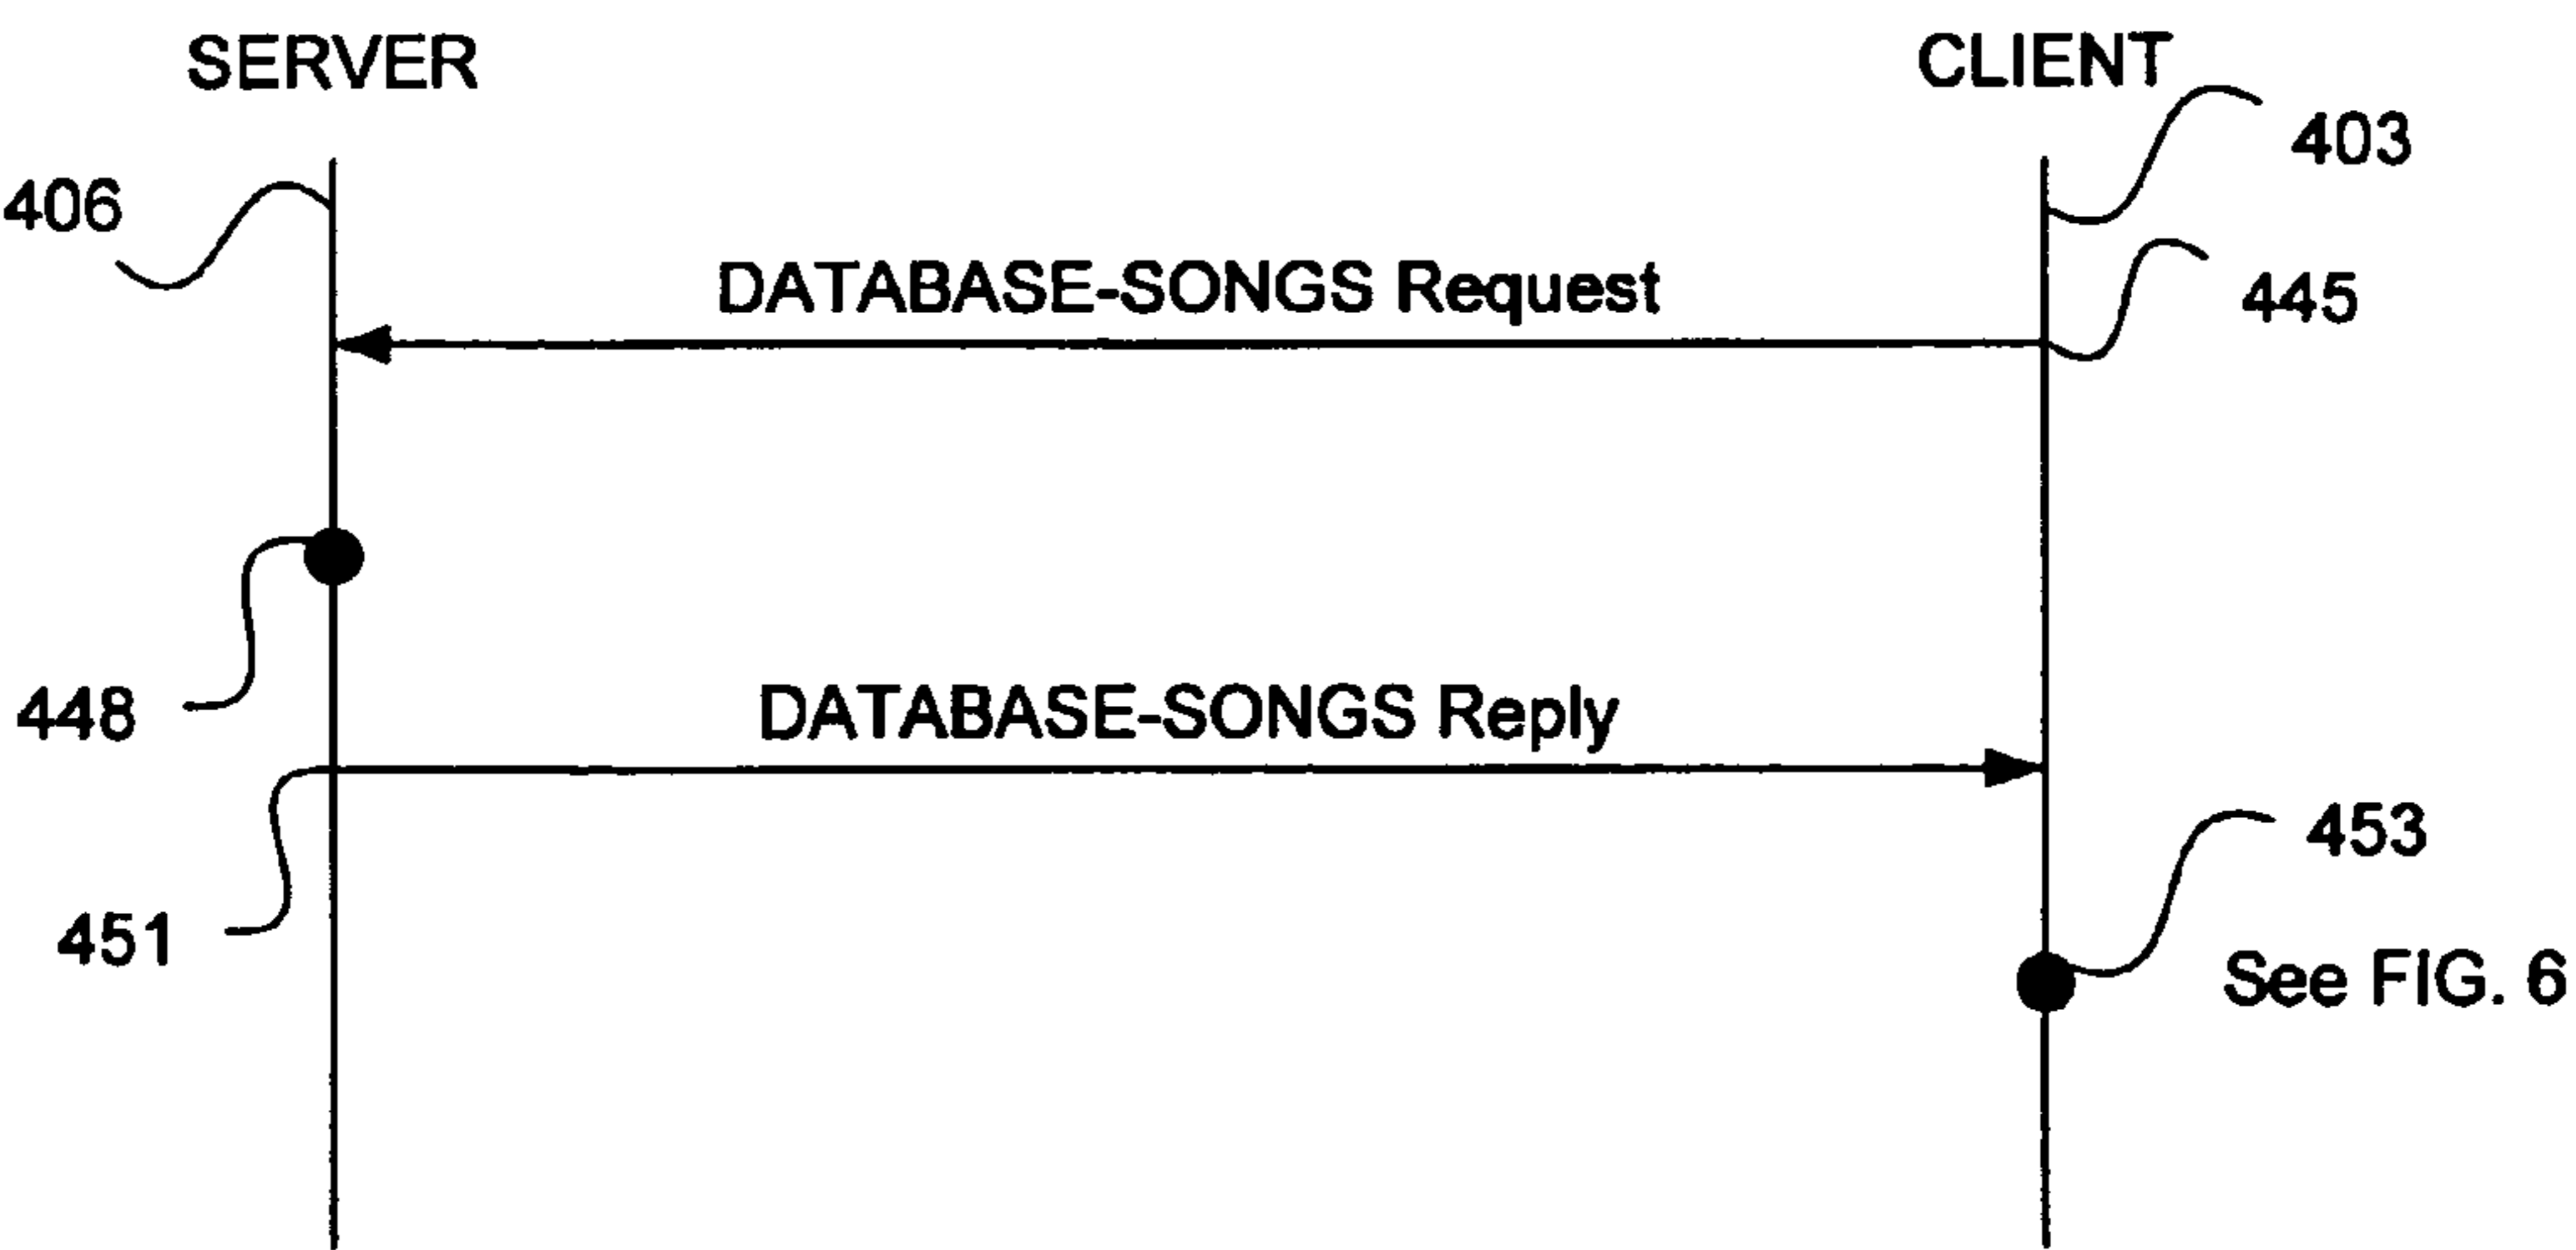 SERVER
CLIENT
403
406
DATABASE-SONGS Request
445
448
DATABASE-SONGS Reply
453
451
See FIG. 6